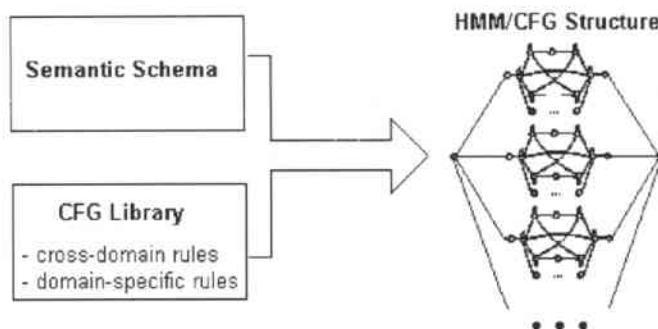 HMM/CFG Structure
Semantic Schema
CFG Library
- cross-domain rules
- domain-specific rules
...
...
...